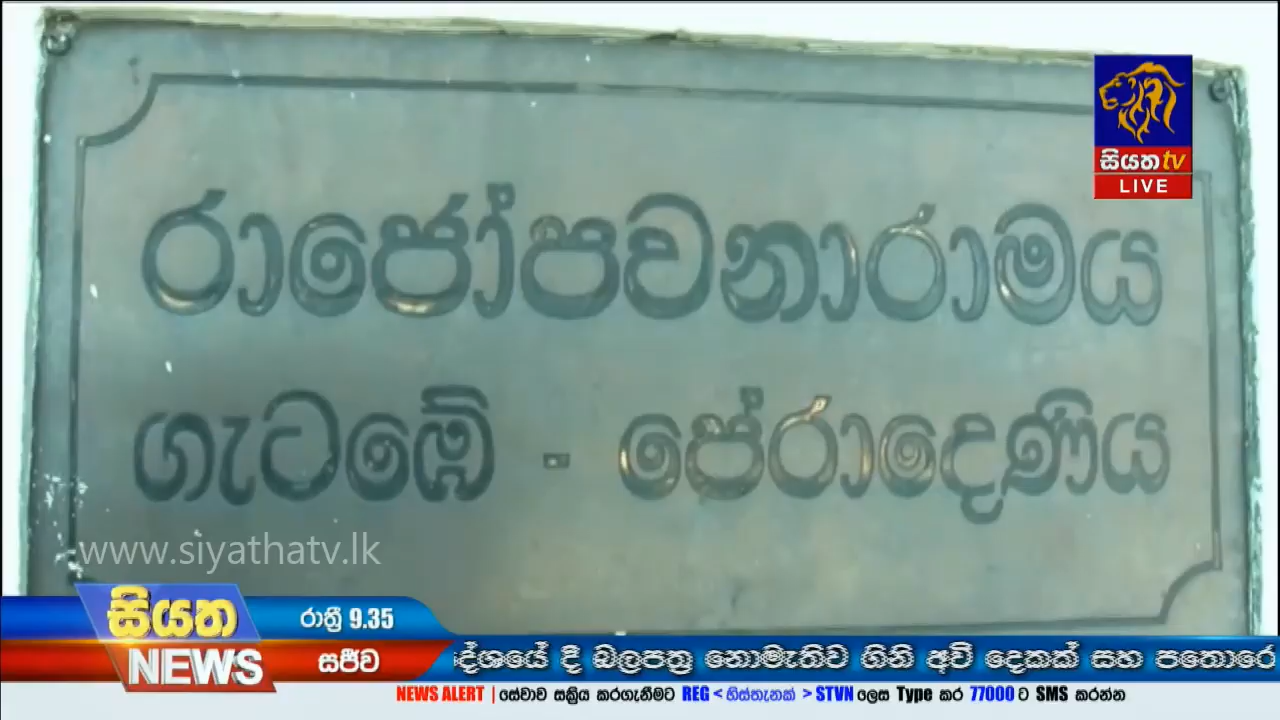 සියත tv
LIVE
රාජෝපවනාරාමය
ගැටඹේ - පේරාදෙණිය
www.siyathatv.lk
සියත
NEWS
රාත්‍රී 9.35
සජීව
දේශයේ දී බලපත්‍ර නොමැතිව ගිනි අවි දෙකක් සහ පතොරෙ
NEWS ALERT | සේවාව සක්‍රිය කරගැනීමට REG < හිස්තැනක් > STVN ලෙස Type කර 77000 ට SMS කරන්න